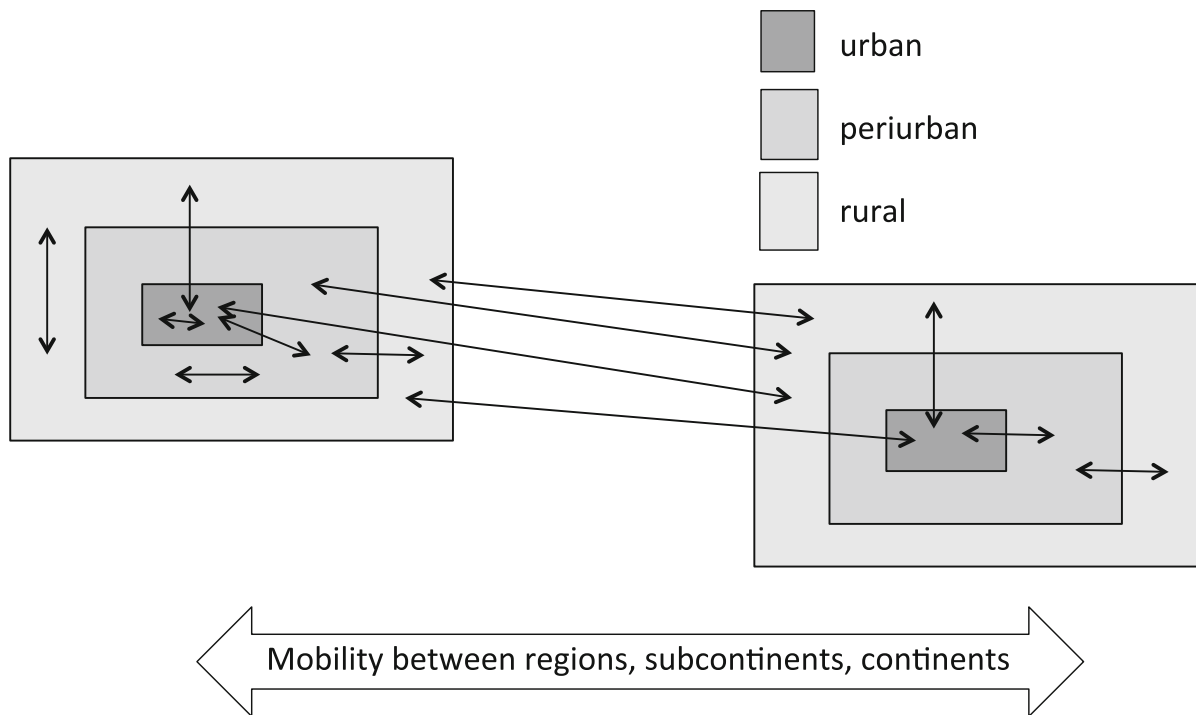 urban
periurban
rural
Mobility between regions, subcontinents, continents